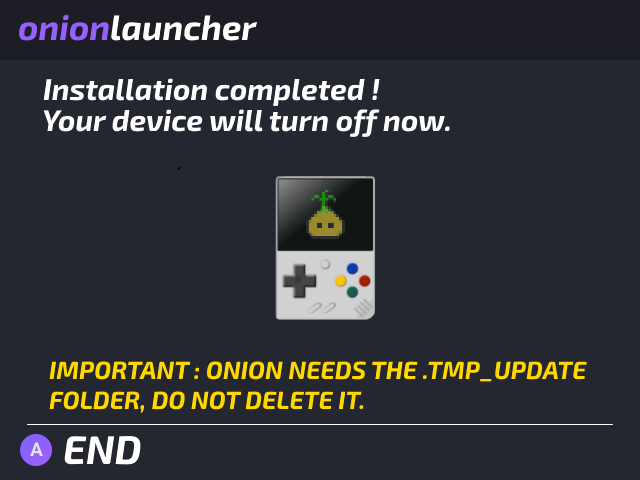 onionlauncher
Installation completed !
Your device will turn off now.
IMPORTANT : ONION NEEDS THE .TMP_UPDATE
FOLDER, DO NOT DELETE IT.
A END